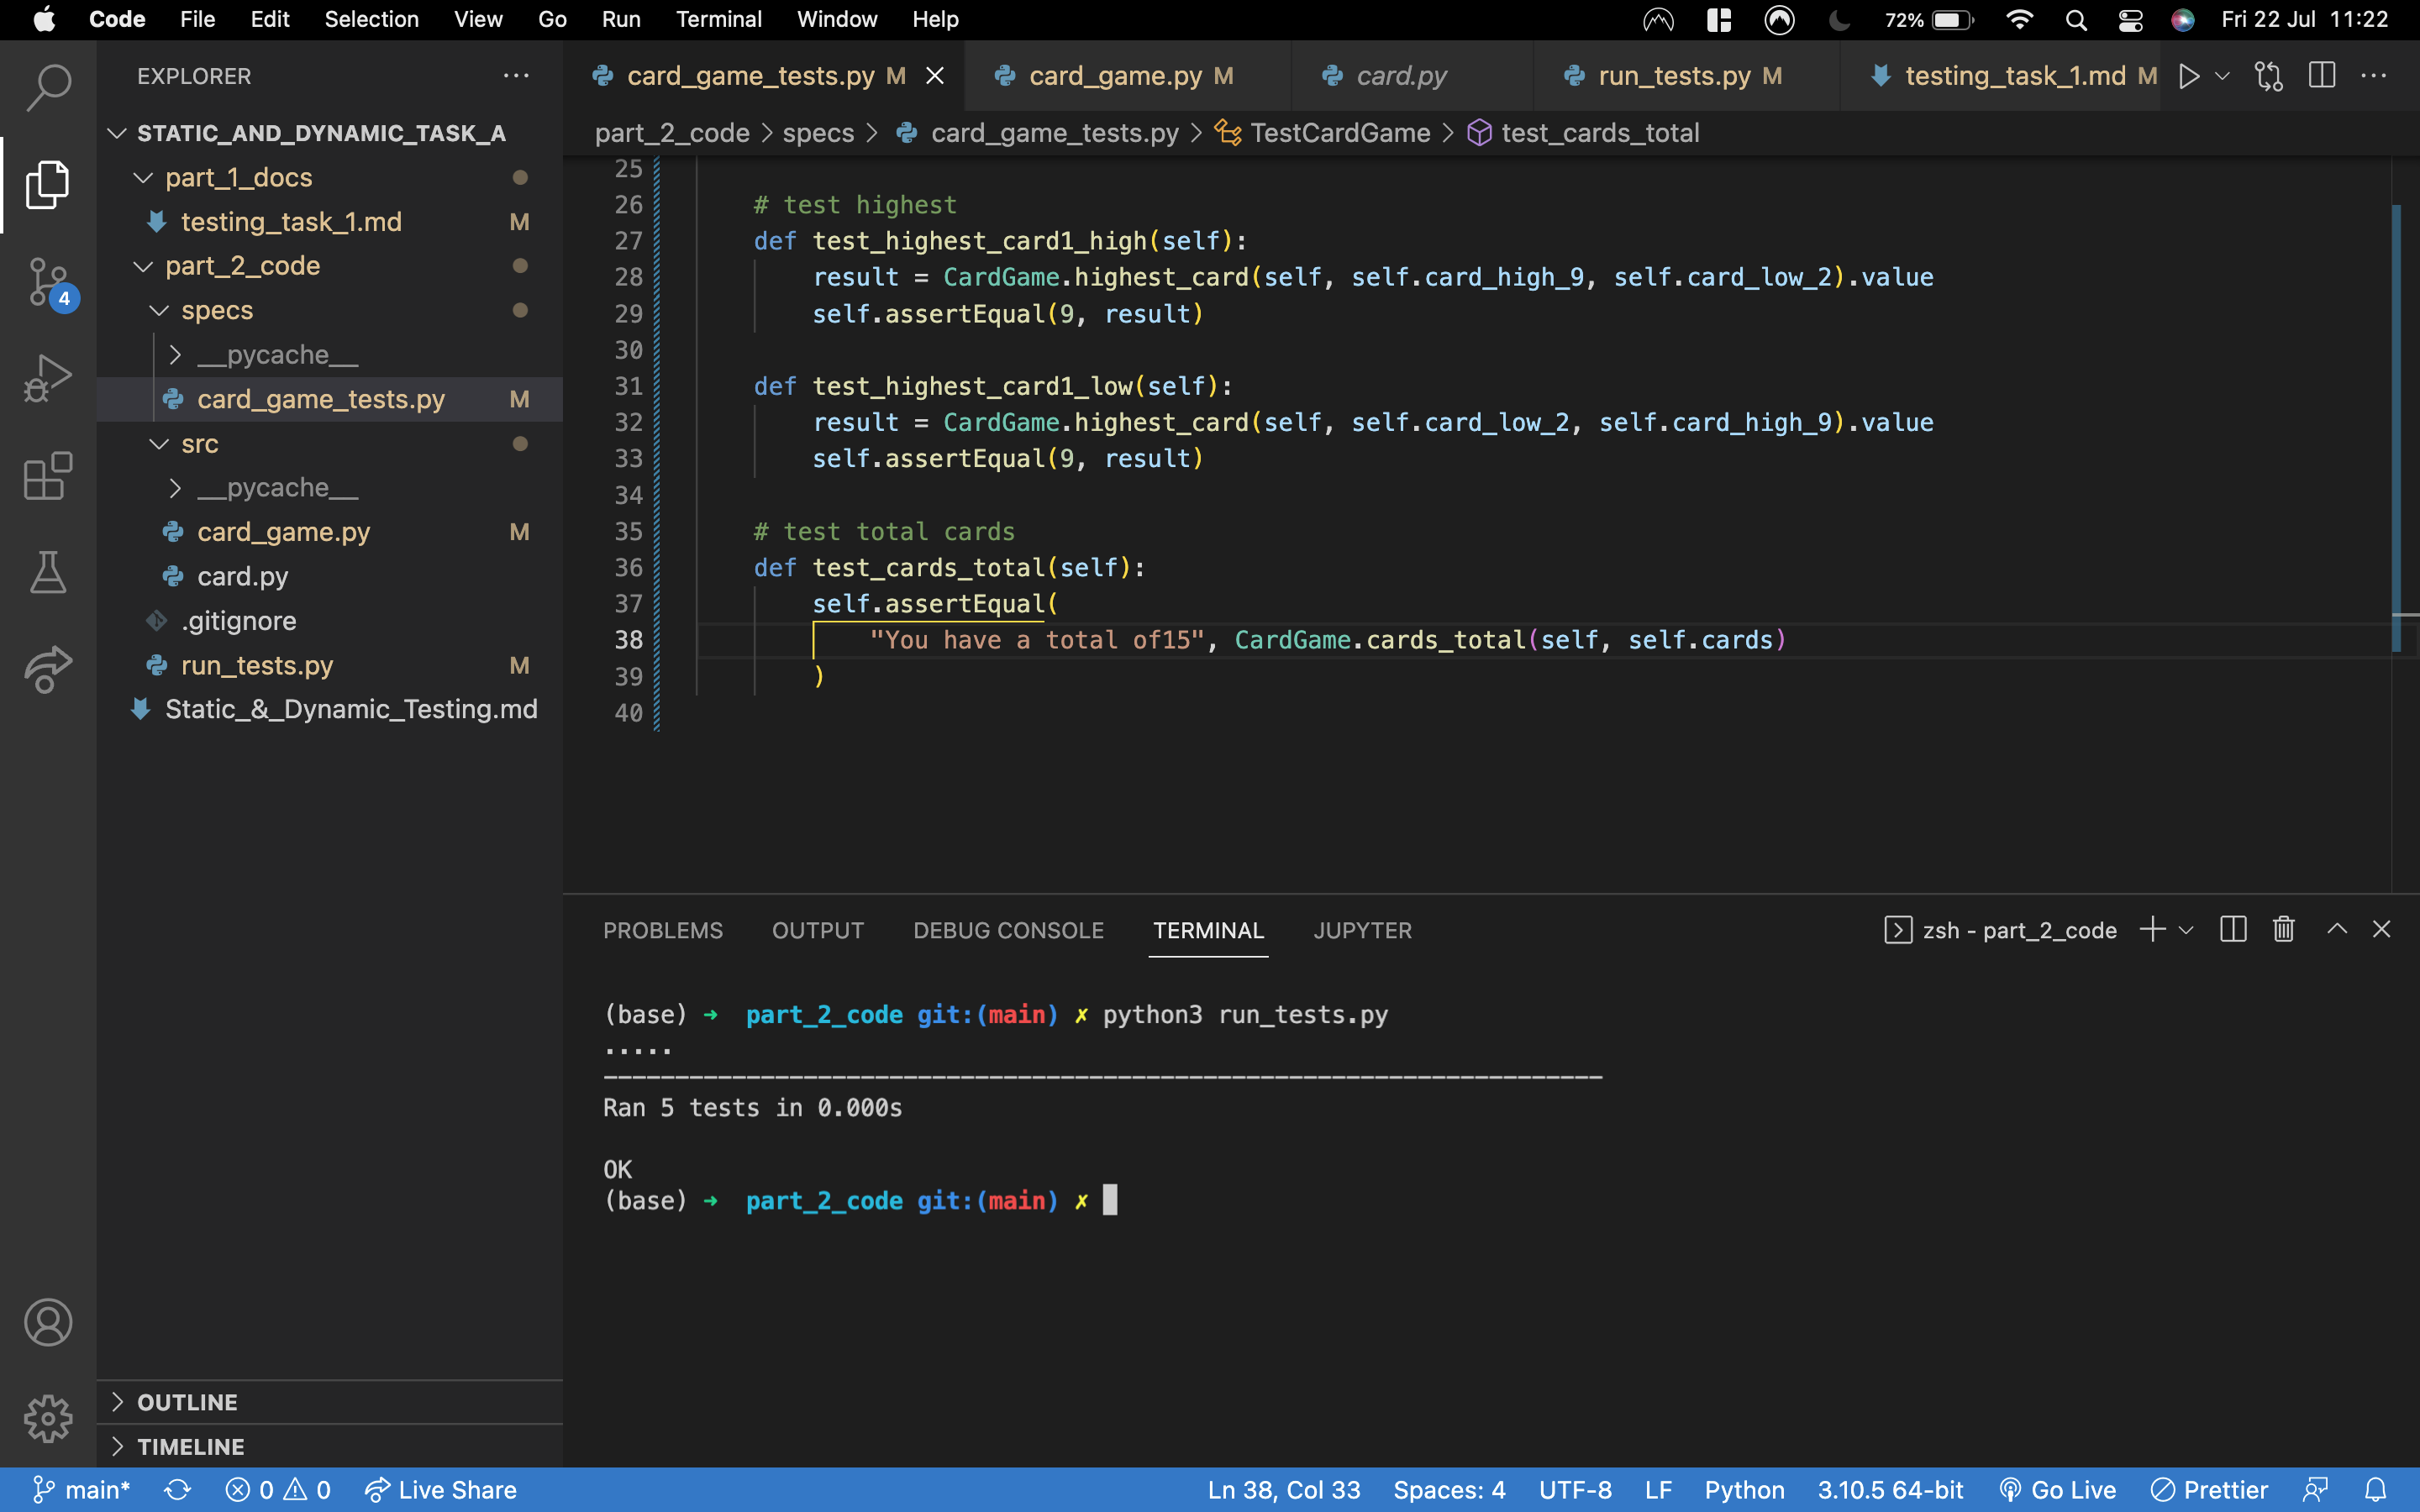 Code File Edit Selection View Go Run Terminal Window Help 72% Fri 22 Jul 11:22
EXPLORER
STATIC_AND_DYNAMIC_TASK_A
part_1_docs
testing_task_1.md M
part_2_code
specs
__pycache__
card_game_tests.py M
src
__pycache__
card_game.py M
card.py
.gitignore
run_tests.py M
Static_&_Dynamic_Testing.md
4
OUTLINE
TIMELINE
card_game_tests.py M card_game.py M card.py run_tests.py M testing_task_1.md M
part_2_code > specs > card_game_tests.py > TestCardGame > test_cards_total
25
26 # test highest
27 def test_highest_card1_high(self):
28 result = CardGame.highest_card(self, self.card_high_9, self.card_low_2).value
29 self.assertEqual(9, result)
30
31 def test_highest_card1_low(self):
32 result = CardGame.highest_card(self, self.card_low_2, self.card_high_9).value
33 self.assertEqual(9, result)
34
35 # test total cards
36 def test_cards_total(self):
37 self.assertEqual(
38 "You have a total of15", CardGame.cards_total(self, self.cards)
39 )
40
PROBLEMS OUTPUT DEBUG CONSOLE TERMINAL JUPYTER zsh - part_2_code
(base) ➜ part_2_code git:(main) ✗ python3 run_tests.py
.....
----------------------------------------------------------------------
Ran 5 tests in 0.000s
OK
(base) ➜ part_2_code git:(main) ✗
main* 0 0 Live Share Ln 38, Col 33 Spaces: 4 UTF-8 LF Python 3.10.5 64-bit Go Live Prettier